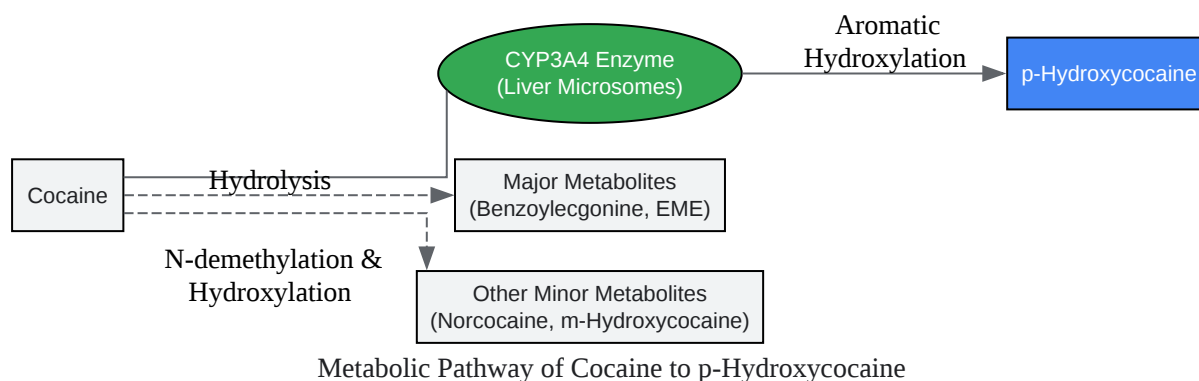 Aromatic
Hydroxylation
CYP3A4 Enzyme
(Liver Microsomes)
p-Hydroxycocaine
Cocaine
Hydrolysis
Major Metabolites
(Benzoylecgonine, EME)
N-demethylation &
Hydroxylation
Other Minor Metabolites
(Norcocaine, m-Hydroxycocaine)
Metabolic Pathway of Cocaine to p-Hydroxycocaine